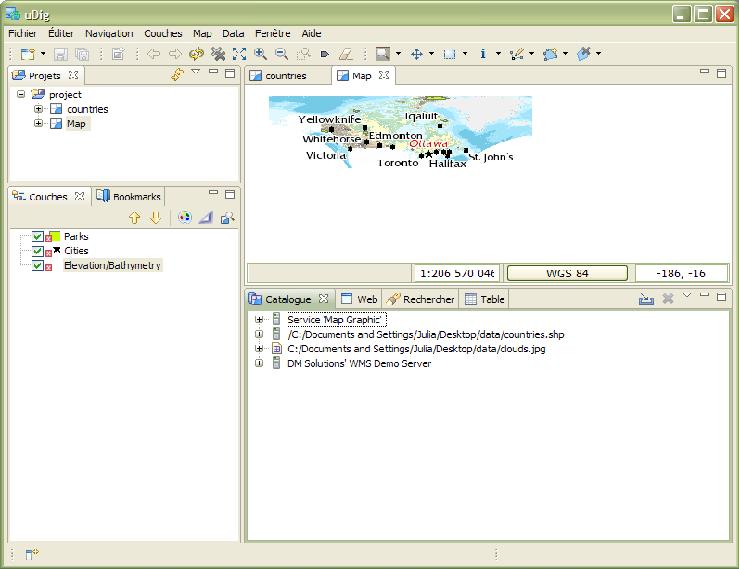 uDig
Fichier Éditer Navigation Couches Map Data Fenêtre Aide
Projets
project
countries
Map
Couches Bookmarks
Parks
Cities
Elevation/Bathymetry
countries Map
Yellowknife Iqaluit
Whitehorse Edmonton
Ottawa
Victoria Toronto Halifax St. John's
1:206 570 046 WGS 84 -186, -16
Catalogue Web Rechercher Table
Service 'Map Graphic'
/C:/Documents and Settings/Julia/Desktop/data/countries.shp
C:/Documents and Settings/Julia/Desktop/data/clouds.jpg
DM Solutions' WMS Demo Server